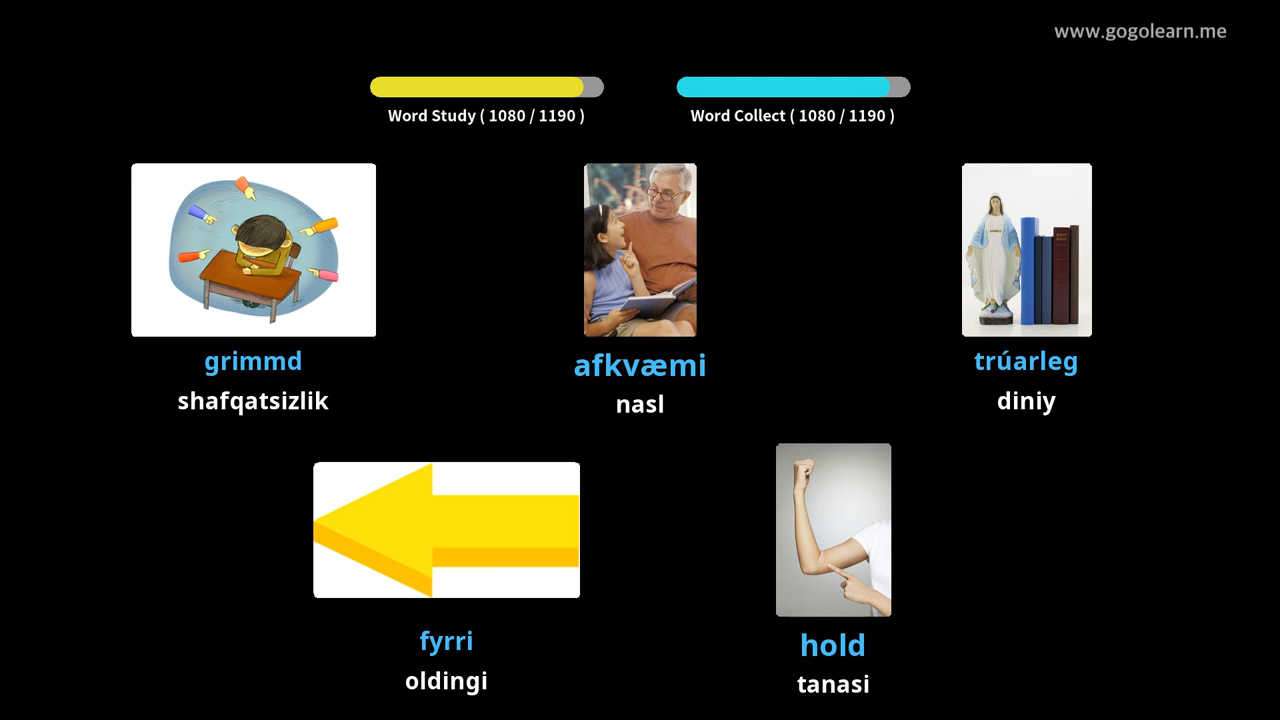 www.gogolearn.me
Word Study ( 1080 / 1190 )
Word Collect ( 1080 / 1190 )
grimmd
shafqatsizlik
afkvæmi
nasl
trúarleg
diniy
fyrri
oldingi
hold
tanasi